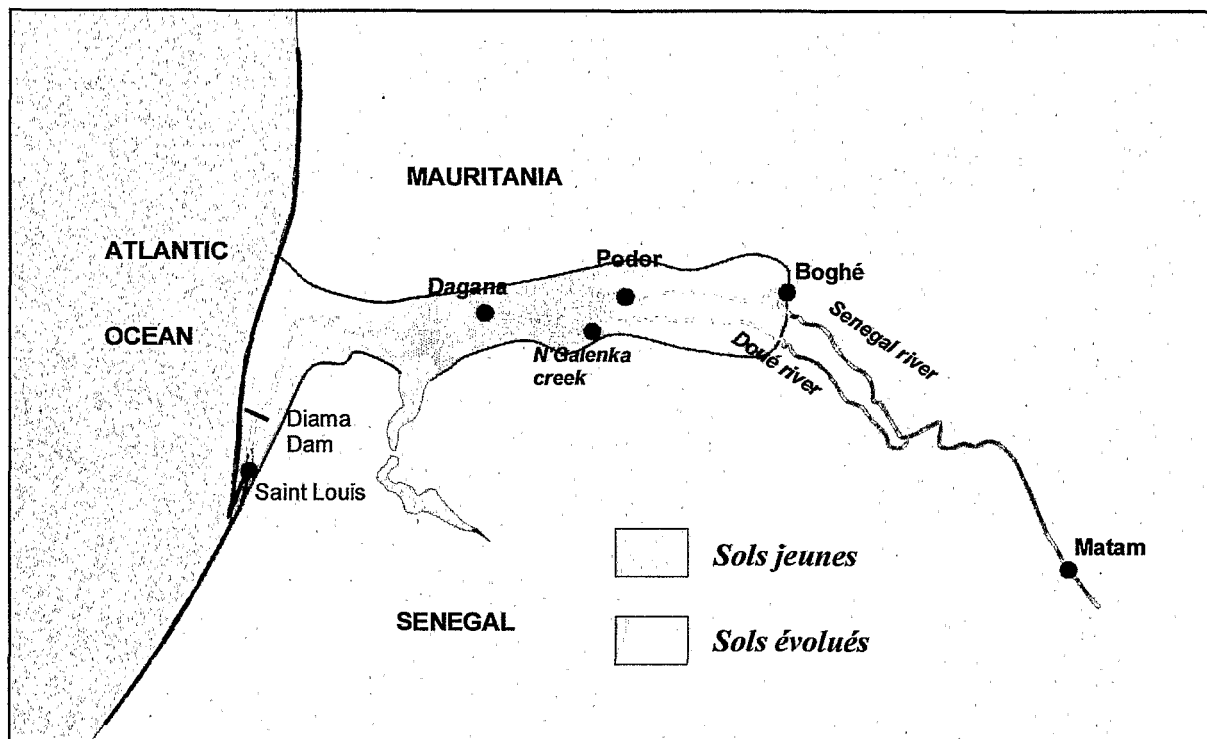 MAURITANIA
ATLANTIC
OCEAN
Podor
Boghé
Dagana
Senegal river
N'Galenka
creek
Doué river
Diama
Dam
Saint Louis
Sols jeunes
Matam
SENEGAL
Sols évolués